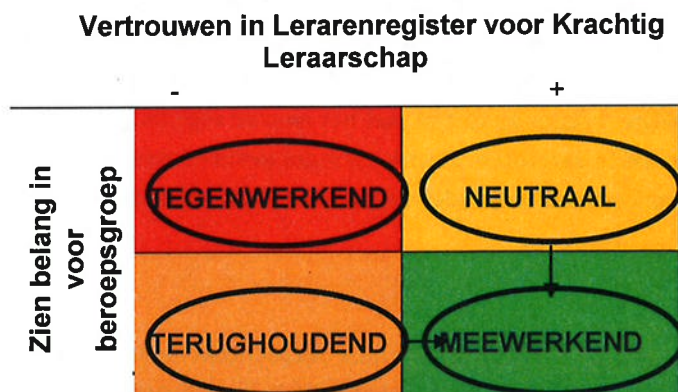 Vertrouwen in Lerarenregister voor Krachtig
Leraarschap
- +
Zien belang in
voor
beroepsgroep
TEGENWERKEND NEUTRAAL
TERUGHOUDEND MEEWERKEND